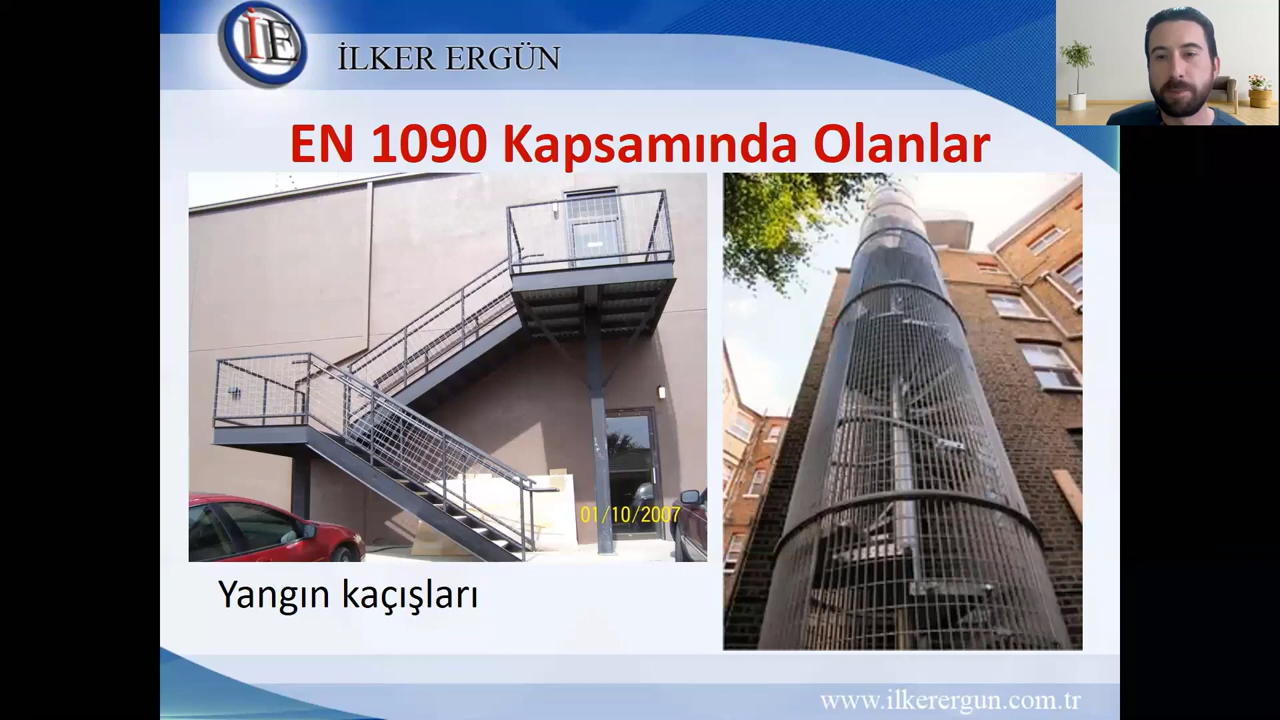 İE
İLKER ERGÜN
EN 1090 Kapsamında Olanlar
01/10/2007
Yangın kaçışları
www.ilkerergun.com.tr